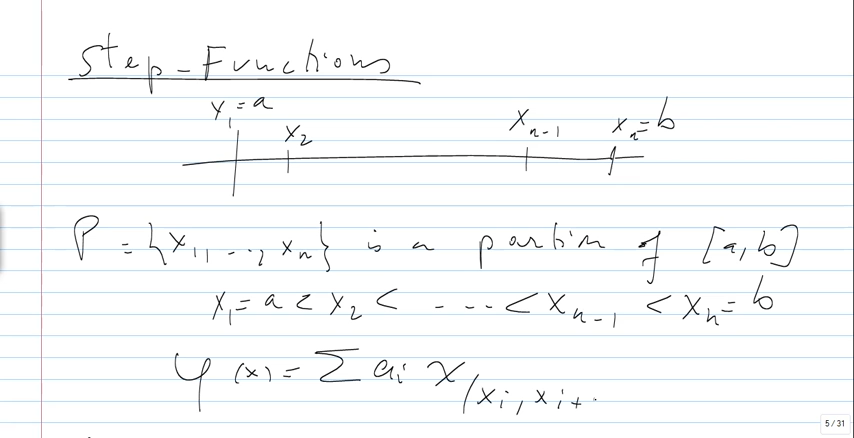 Step-Functions
x₁=a x₂ xₙ₋₁ xₙ=b
P = {x₁, ..., xₙ} is a partion of [a,b]
x₁=a < x₂ < ----- < xₙ₋₁ < xₙ= b
φ(x) = Σ aᵢ χ(xᵢ, xᵢ₊
5 / 31